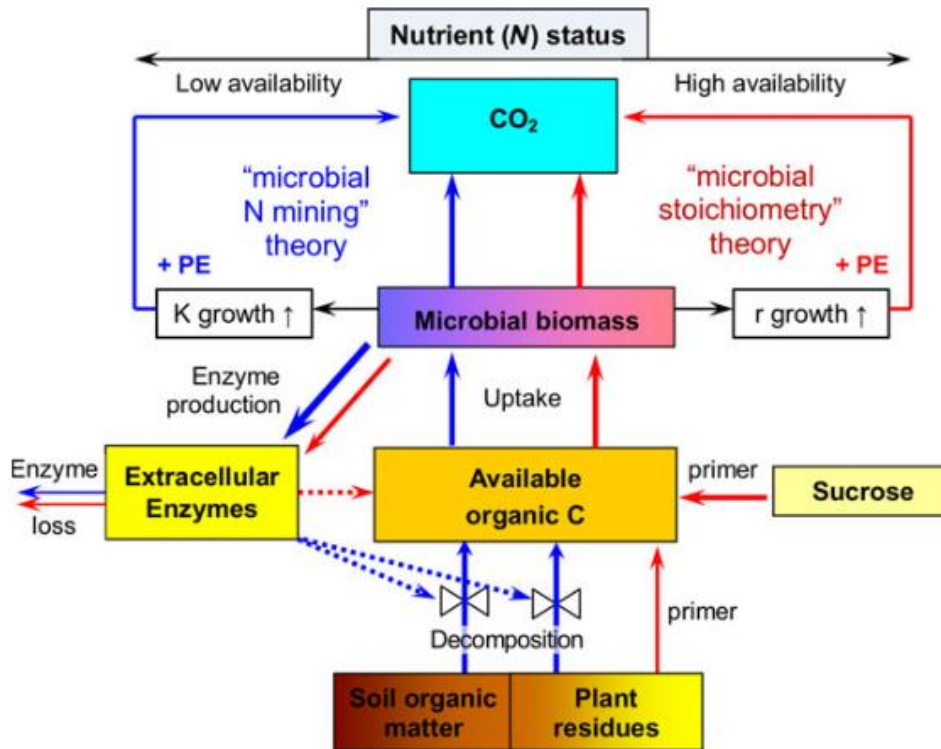 Nutrient (N) status
Low availability
High availability
CO₂
“microbial
N mining”
theory
“microbial
stoichiometry”
theory
+ PE
+ PE
K growth ↑
Microbial biomass
r growth ↑
Enzyme
production
Uptake
Enzyme
loss
Extracellular
Enzymes
Available
organic C
primer
Sucrose
Decomposition
primer
Soil organic
matter
Plant
residues